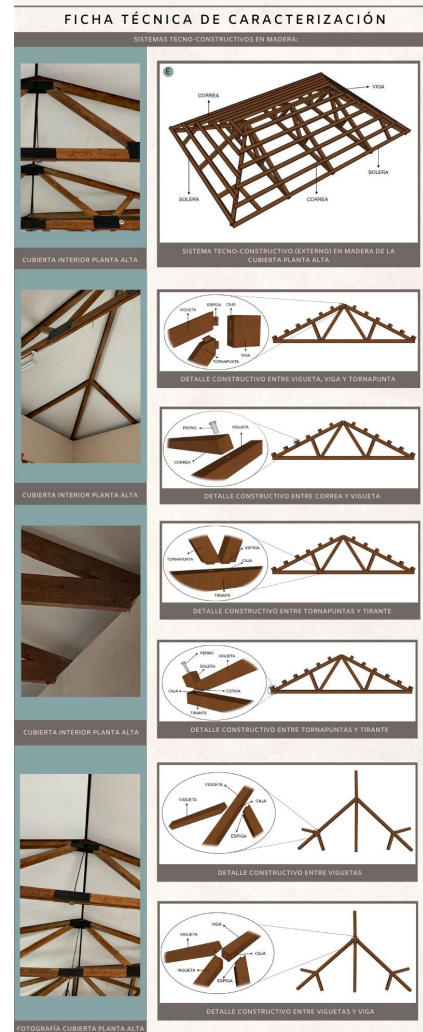 FICHA TÉCNICA DE CARACTERIZACIÓN
SISTEMAS TECNO-CONSTRUCTIVOS EN MADERA:
CUBIERTA INTERIOR PLANTA ALTA
E
CORREA
VIGA
SOLERA
SOLERA
CORREA
SISTEMA TECNO-CONSTRUCTIVO (EXTERNO) EN MADERA DE LA
CUBIERTA PLANTA ALTA
CUBIERTA INTERIOR PLANTA ALTA
ESPIGA CAJA
VIGUETA
VIGA
TORNAPUNTA
DETALLE CONSTRUCTIVO ENTRE VIGUETA, VIGA Y TORNAPUNTA
PERNO
VIGUETA
CORREA
DETALLE CONSTRUCTIVO ENTRE CORREA Y VIGUETA
CUBIERTA INTERIOR PLANTA ALTA
ESPIGA
TORNAPUNTA
CAJA
TIRANTE
DETALLE CONSTRUCTIVO ENTRE TORNAPUNTAS Y TIRANTE
PERNO
VIGUETA
SOLERA
CAJA
ESPIGA
TIRANTE
DETALLE CONSTRUCTIVO ENTRE TORNAPUNTAS Y TIRANTE
FOTOGRAFÍA CUBIERTA PLANTA ALTA
VIGUETA
VIGUETA
CAJA
ESPIGA
DETALLE CONSTRUCTIVO ENTRE VIGUETAS
VIGA
VIGUETA
CAJA
VIGUETA
ESPIGA
DETALLE CONSTRUCTIVO ENTRE VIGUETAS Y VIGA